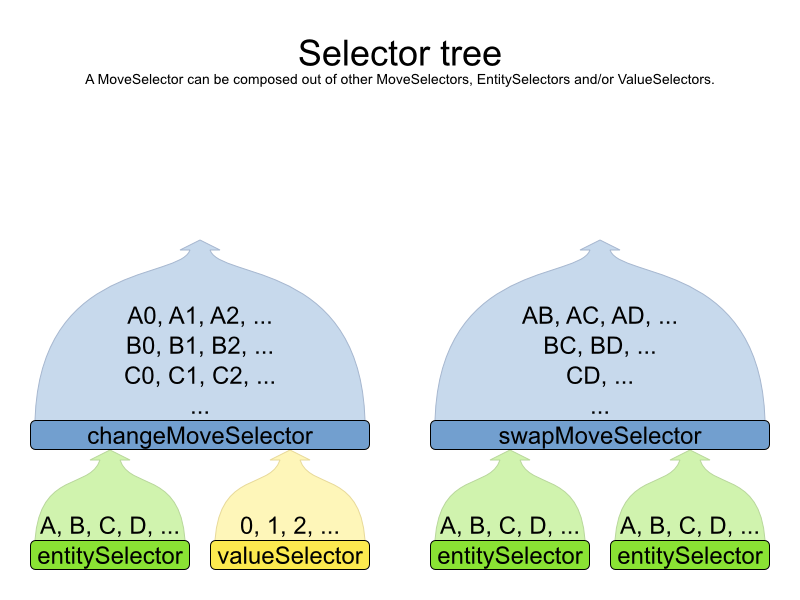 Selector tree
A MoveSelector can be composed out of other MoveSelectors, EntitySelectors and/or ValueSelectors.
A0, A1, A2, ...
B0, B1, B2, ...
C0, C1, C2, ...
...
changeMoveSelector
A, B, C, D, ...
entitySelector
0, 1, 2, ...
valueSelector
AB, AC, AD, ...
BC, BD, ...
CD, ...
...
swapMoveSelector
A, B, C, D, ...
entitySelector
A, B, C, D, ...
entitySelector